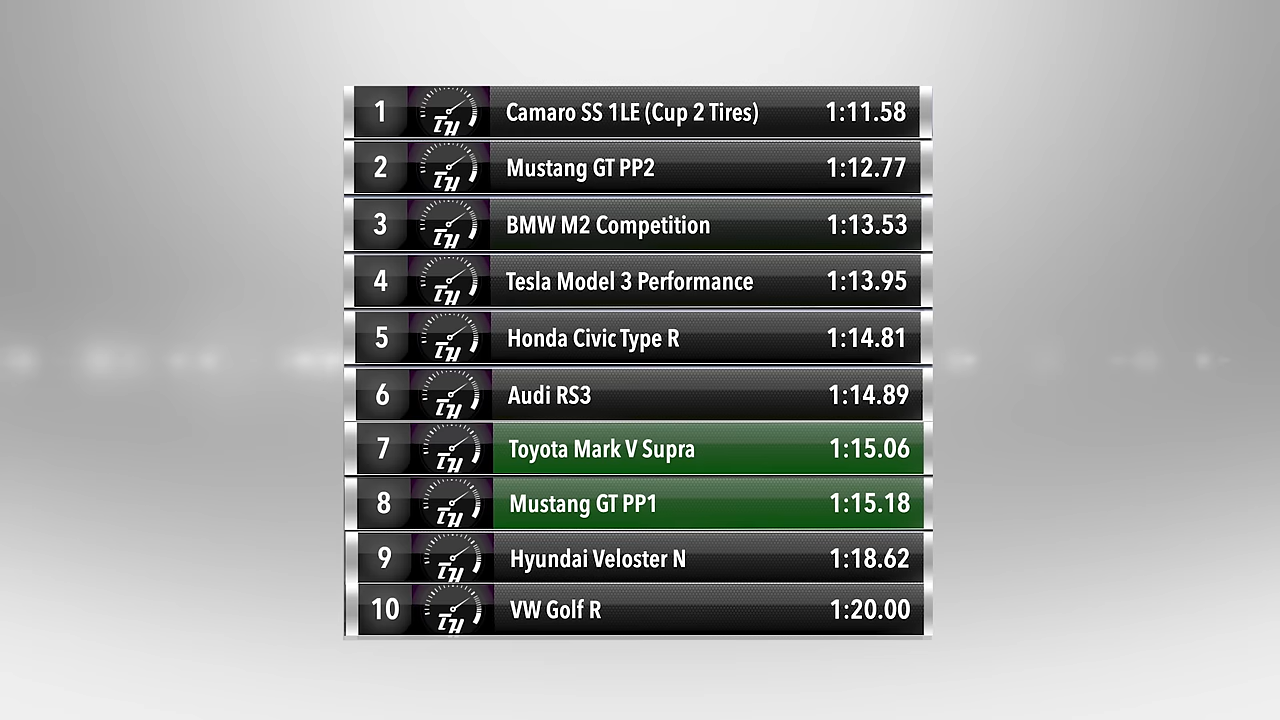 1 Camaro SS 1LE (Cup 2 Tires) 1:11.58
2 Mustang GT PP2 1:12.77
3 BMW M2 Competition 1:13.53
4 Tesla Model 3 Performance 1:13.95
5 Honda Civic Type R 1:14.81
6 Audi RS3 1:14.89
7 Toyota Mark V Supra 1:15.06
8 Mustang GT PP1 1:15.18
9 Hyundai Veloster N 1:18.62
10 VW Golf R 1:20.00